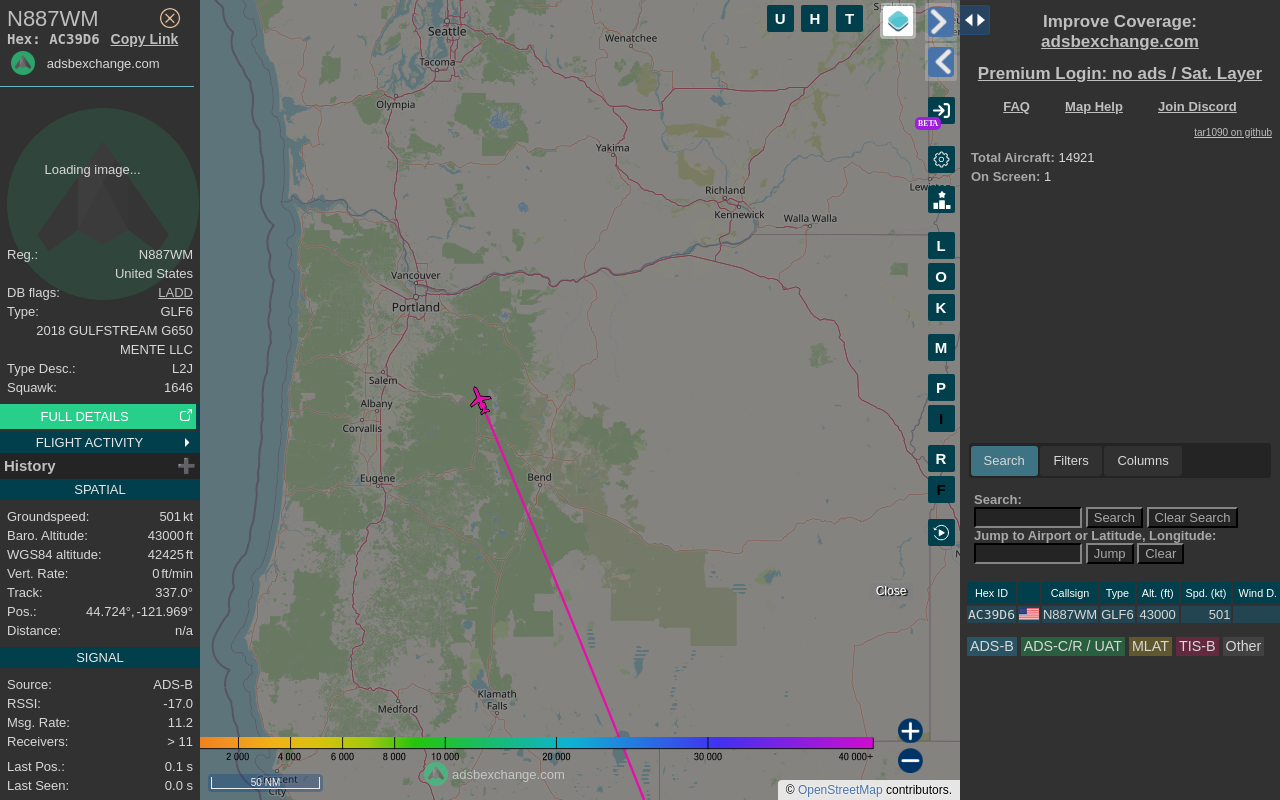 N887WM
Hex: AC39D6 Copy Link
adsbexchange.com
Loading image...
Reg.: N887WM
United States
DB flags: LADD
Type: GLF6
2018 GULFSTREAM G650
MENTE LLC
Type Desc.: L2J
Squawk: 1646
FULL DETAILS
FLIGHT ACTIVITY
History
SPATIAL
Groundspeed: 501 kt
Baro. Altitude: 43000 ft
WGS84 altitude: 42425 ft
Vert. Rate: 0 ft/min
Track: 337.0°
Pos.: 44.724°, -121.969°
Distance: n/a
SIGNAL
Source: ADS-B
RSSI: -17.0
Msg. Rate: 11.2
Receivers: > 11
Last Pos.: 0.1 s
Last Seen: 0.0 s
U H T
Seattle
Wenatchee
Tacoma
Olympia
BETA
Yakima
Richland
Kennewick
Walla Walla
Vancouver
Portland
Salem
Albany
Corvallis
Eugene
Bend
Klamath
Falls
Medford
City
L
O
K
M
P
I
R
F
Close
2 000 4 000 6 000 8 000 10 000 20 000 30 000 40 000+
50 NM
adsbexchange.com
© OpenStreetMap contributors.
Improve Coverage:
adsbexchange.com
Premium Login: no ads / Sat. Layer
FAQ Map Help Join Discord
tar1090 on github
Total Aircraft: 14921
On Screen: 1
Search Filters Columns
Search:
Search Clear Search
Jump to Airport or Latitude, Longitude:
Jump Clear
Hex ID Callsign Type Alt. (ft) Spd. (kt) Wind D.
AC39D6 N887WM GLF6 43000 501
ADS-B ADS-C/R / UAT MLAT TIS-B Other